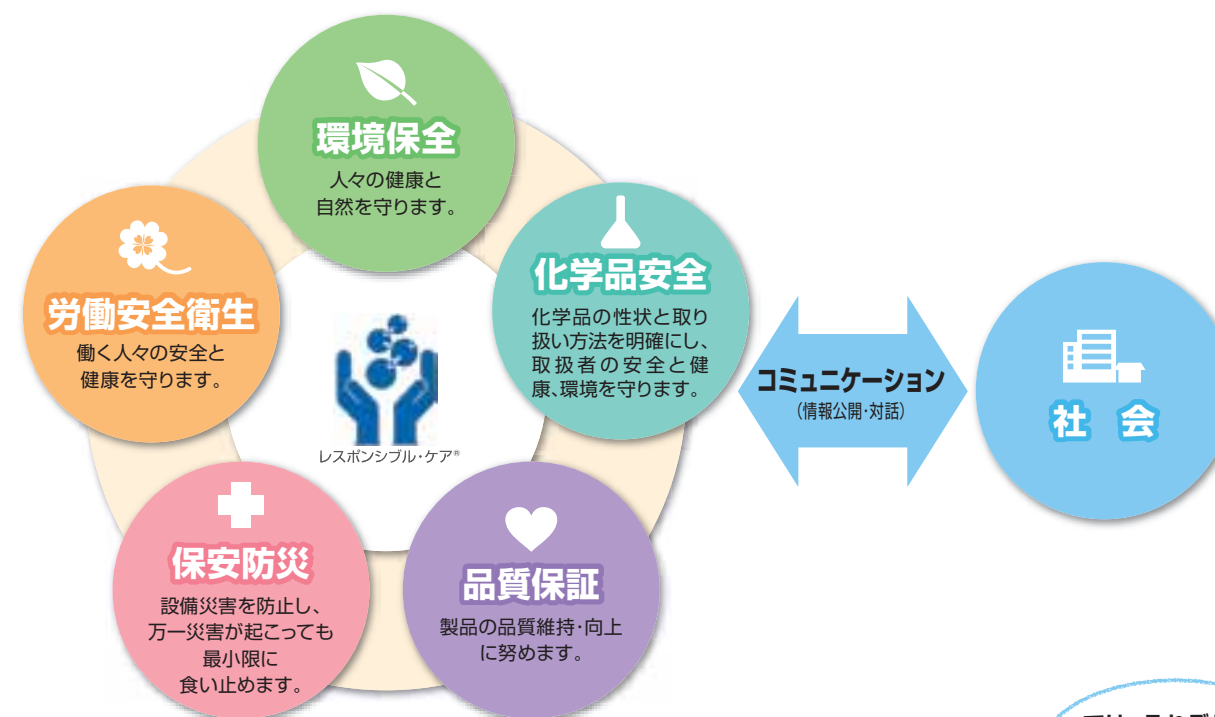 環境保全
人々の健康と
自然を守ります。
化学品安全
化学品の性状と取り
扱い方法を明確にし、
取扱者の安全と健
康、環境を守ります。
労働安全衛生
働く人々の安全と
健康を守ります。
レスポンシブル・ケア®
コミュニケーション
(情報公開・対話)
社 会
保安防災
設備災害を防止し、
万一災害が起こっても
最小限に
食い止めます。
品質保証
製品の品質維持・向上
に努めます。